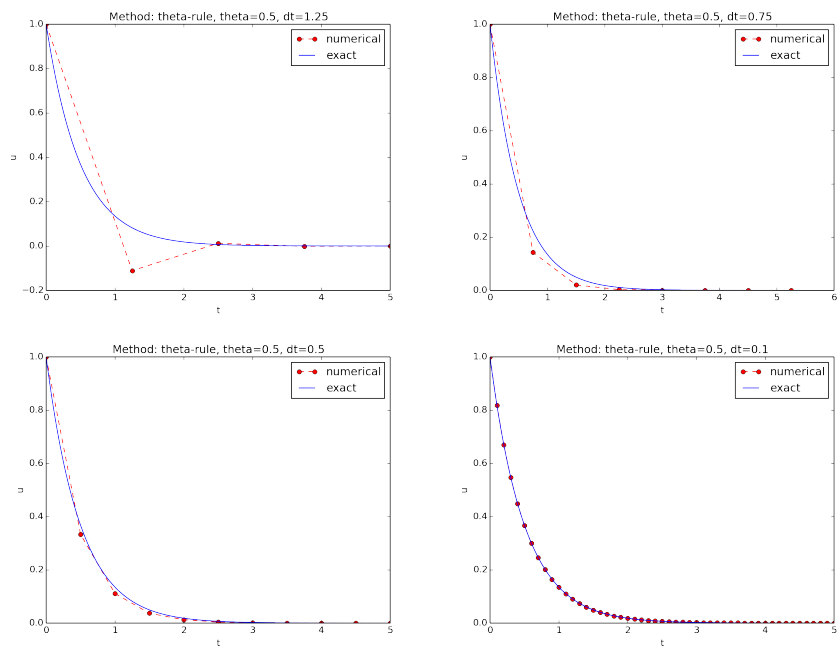 Method: theta-rule, theta=0.5, dt=1.25
1.0
0.8
0.6
0.4
0.2
0.0
−0.2
u
0 1 2 3 4 5
t
numerical
exact
Method: theta-rule, theta=0.5, dt=0.75
1.0
0.8
0.6
0.4
0.2
0.0
u
0 1 2 3 4 5 6
t
numerical
exact
Method: theta-rule, theta=0.5, dt=0.5
1.0
0.8
0.6
0.4
0.2
0.0
u
0 1 2 3 4 5
t
numerical
exact
Method: theta-rule, theta=0.5, dt=0.1
1.0
0.8
0.6
0.4
0.2
0.0
u
0 1 2 3 4 5
t
numerical
exact